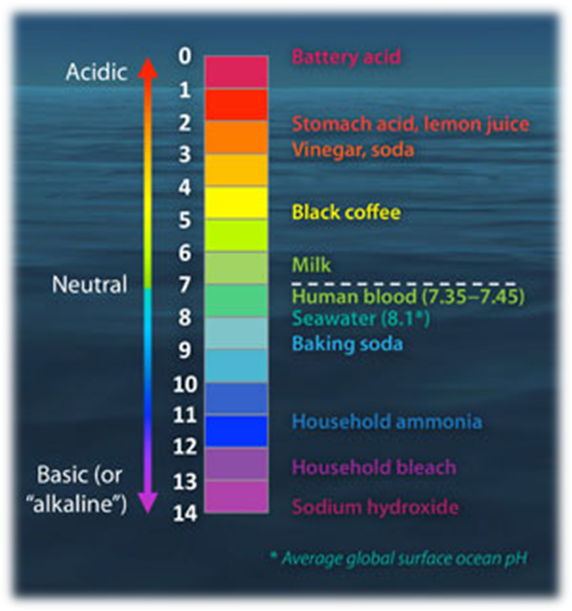 0
Battery acid
Acidic
1
2
Stomach acid, lemon juice
Vinegar, soda
3
4
Black coffee
5
6
Milk
Neutral
7
Human blood (7.35–7.45)
8
Seawater (8.1*)
9
Baking soda
10
11
Household ammonia
12
Household bleach
Basic (or
"alkaline")
13
Sodium hydroxide
14
* Average global surface ocean pH